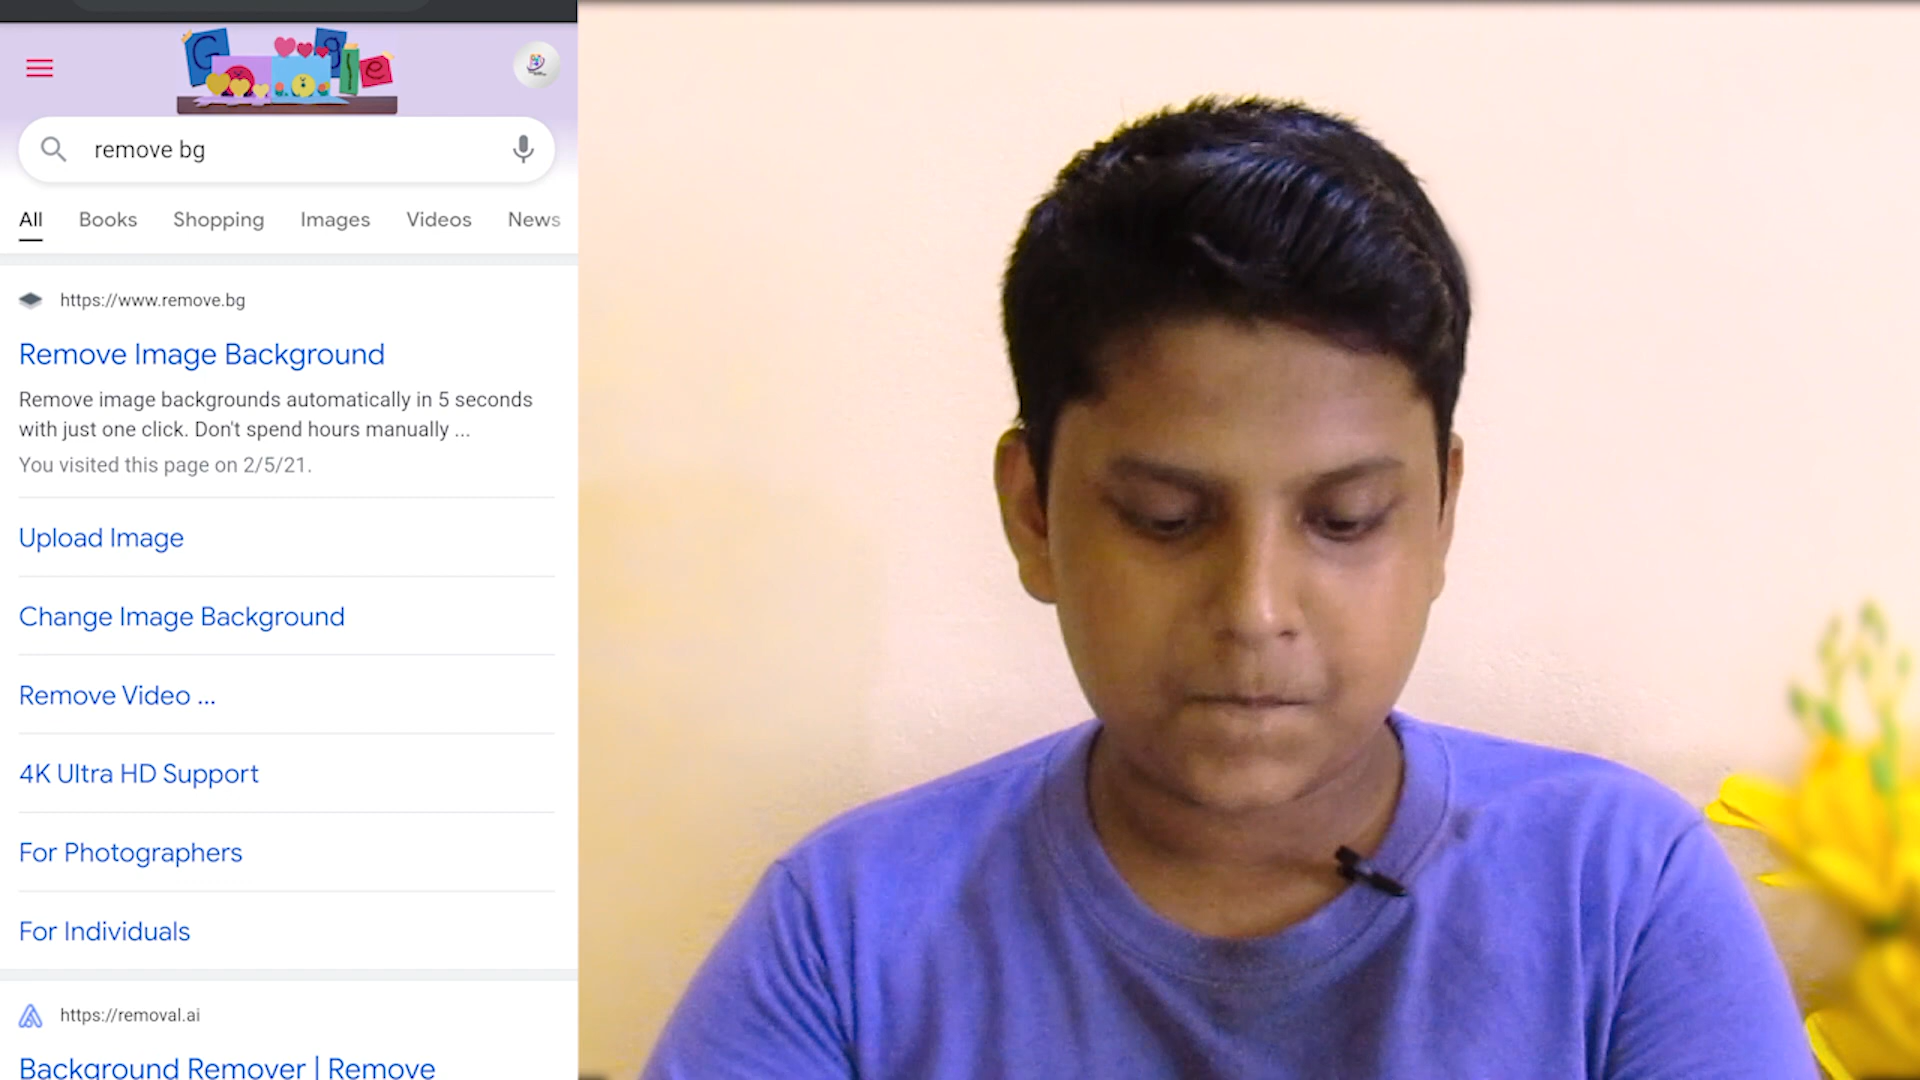 Google
remove bg
All Books Shopping Images Videos News
https://www.remove.bg
Remove Image Background
Remove image backgrounds automatically in 5 seconds
with just one click. Don't spend hours manually ...
You visited this page on 2/5/21.
Upload Image
Change Image Background
Remove Video ...
4K Ultra HD Support
For Photographers
For Individuals
https://removal.ai
Background Remover | Remove